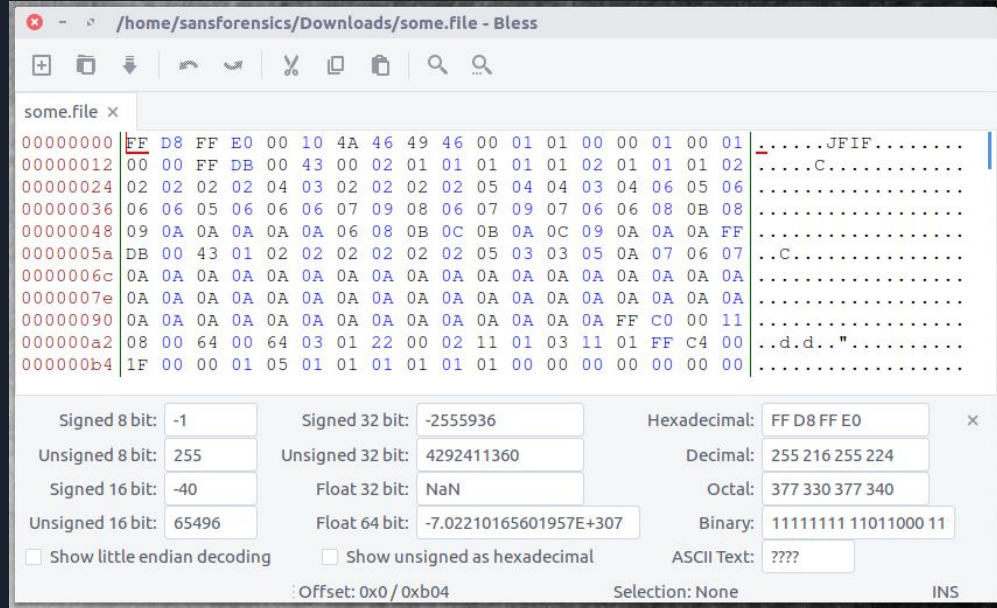 /home/sansforensics/Downloads/some.file - Bless
some.file ×
00000000 FF D8 FF E0 00 10 4A 46 49 46 00 01 01 00 00 01 00 01 ......JFIF........
00000012 00 00 FF DB 00 43 00 02 01 01 01 01 01 02 01 01 01 02 .....C............
00000024 02 02 02 02 04 03 02 02 02 02 05 04 04 03 04 06 05 06 ..................
00000036 06 06 05 06 06 06 07 09 08 06 07 09 07 06 06 08 0B 08 ..................
00000048 09 0A 0A 0A 0A 06 08 0B 0C 0B 0A 0C 09 0A 0A 0A FF ..................
0000005a DB 00 43 01 02 02 02 02 02 02 05 03 03 05 0A 07 06 07 ..C...............
0000006c 0A 0A 0A 0A 0A 0A 0A 0A 0A 0A 0A 0A 0A 0A 0A 0A 0A 0A ..................
0000007e 0A 0A 0A 0A 0A 0A 0A 0A 0A 0A 0A 0A 0A 0A 0A 0A 0A 0A ..................
00000090 0A 0A 0A 0A 0A 0A 0A 0A 0A 0A 0A 0A 0A 0A FF C0 00 11 ..................
000000a2 08 00 64 00 64 03 01 22 00 02 11 01 03 11 01 FF C4 00 ..d.d.."..........
000000b4 1F 00 00 01 05 01 01 01 01 01 01 00 00 00 00 00 00 00 ..................
Signed 8 bit: -1 Signed 32 bit: -2555936 Hexadecimal: FF D8 FF E0 ×
Unsigned 8 bit: 255 Unsigned 32 bit: 4292411360 Decimal: 255 216 255 224
Signed 16 bit: -40 Float 32 bit: NaN Octal: 377 330 377 340
Unsigned 16 bit: 65496 Float 64 bit: -7.02210165601957E+307 Binary: 11111111 11011000 11
Show little endian decoding Show unsigned as hexadecimal ASCII Text: ????
Offset: 0x0 / 0xb04 Selection: None INS